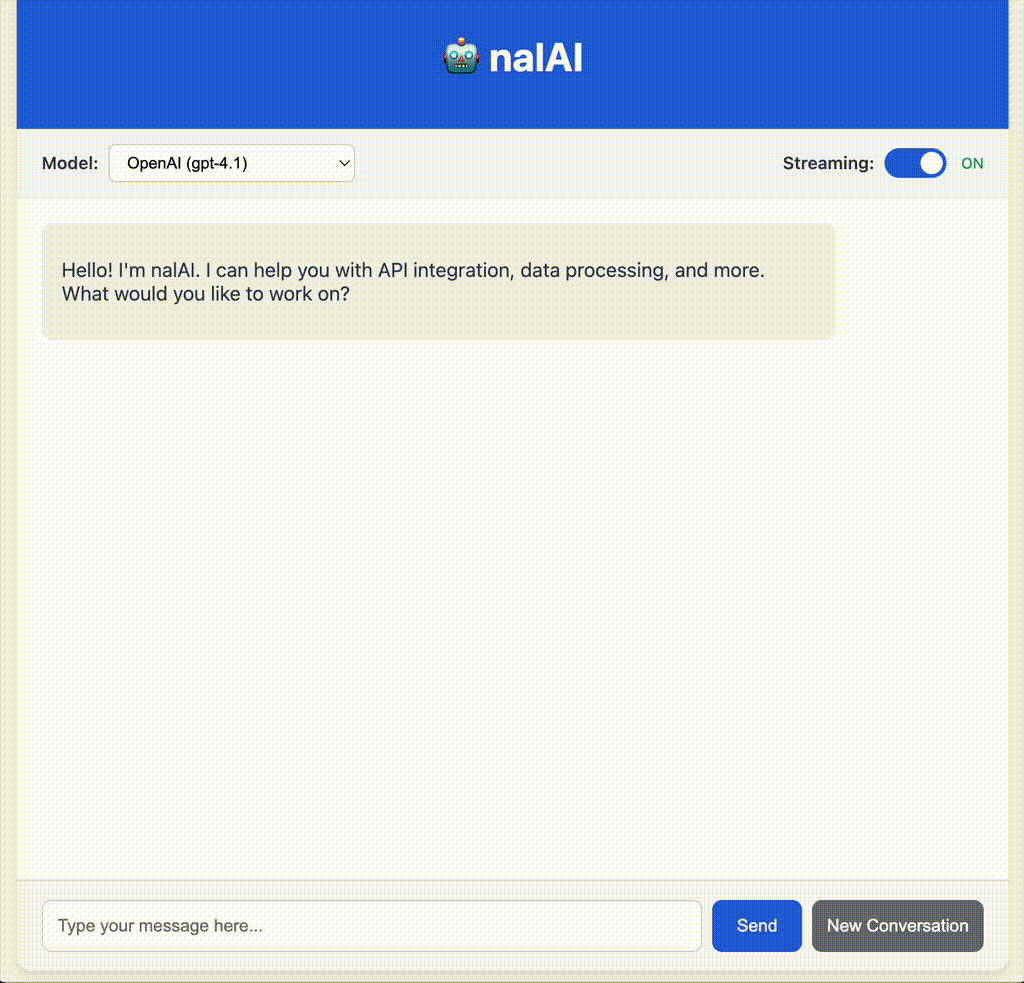 nalAI
Model: OpenAI (gpt-4.1) Streaming: ON
Hello! I'm nalAI. I can help you with API integration, data processing, and more.
What would you like to work on?
Type your message here... Send New Conversation